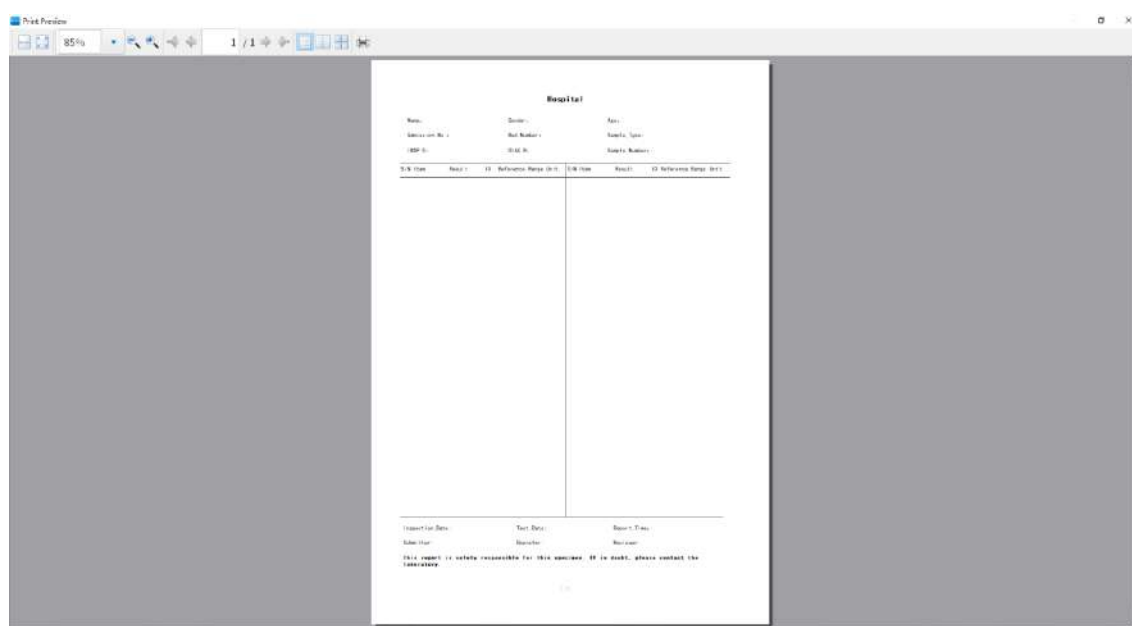 Print Preview
85% 1 / 1
Hospital
Name: Gender: Age:
Admission No.: Bed Number: Sample Type:
Sample Number:
S/N Item Result Reference Range Unit S/N Item Result Reference Range Unit
Inspection Date: Test Date: Report Time:
Submitter: Operator: Reviewer:
This report is solely responsible for this specimen. If in doubt, please contact the
laboratory